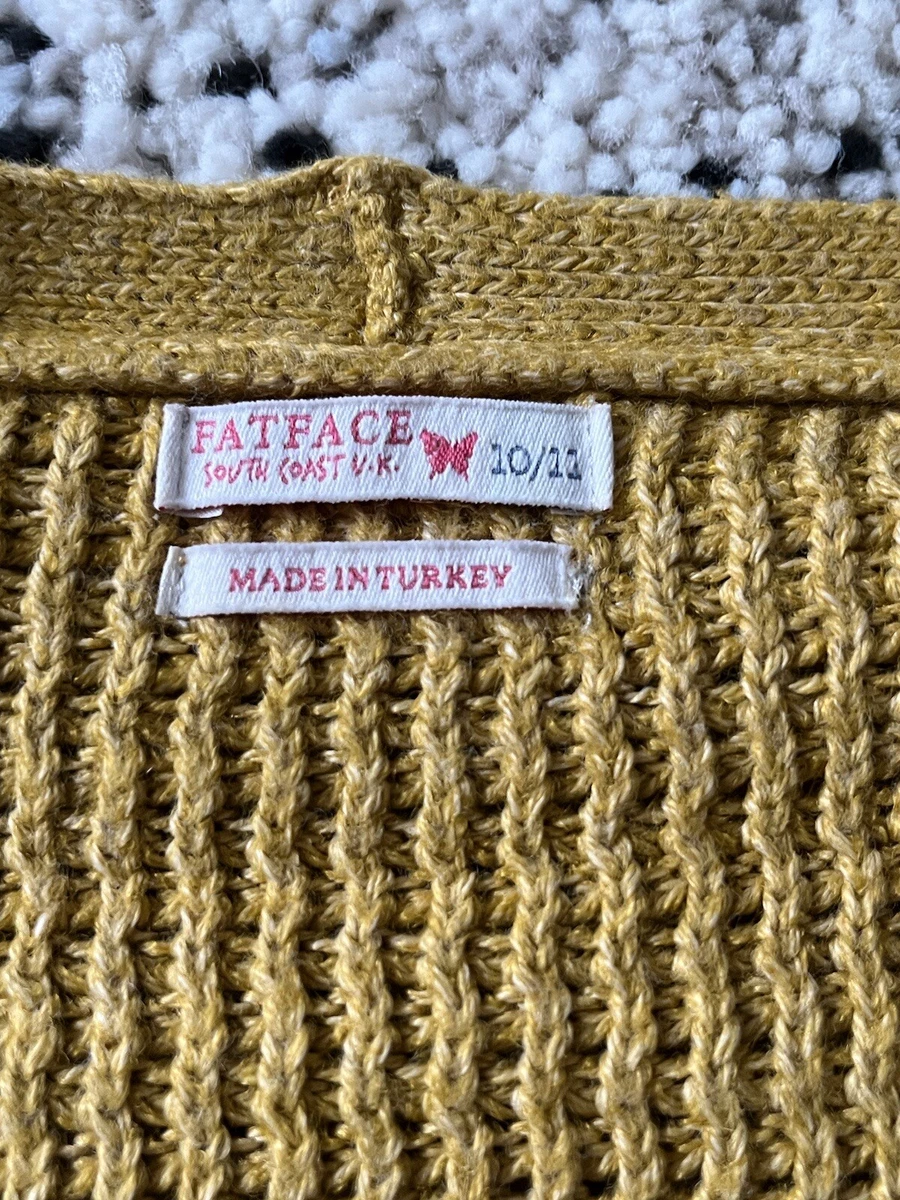 FATFACE
SOUTH COAST U.K.
10/11
MADE IN TURKEY